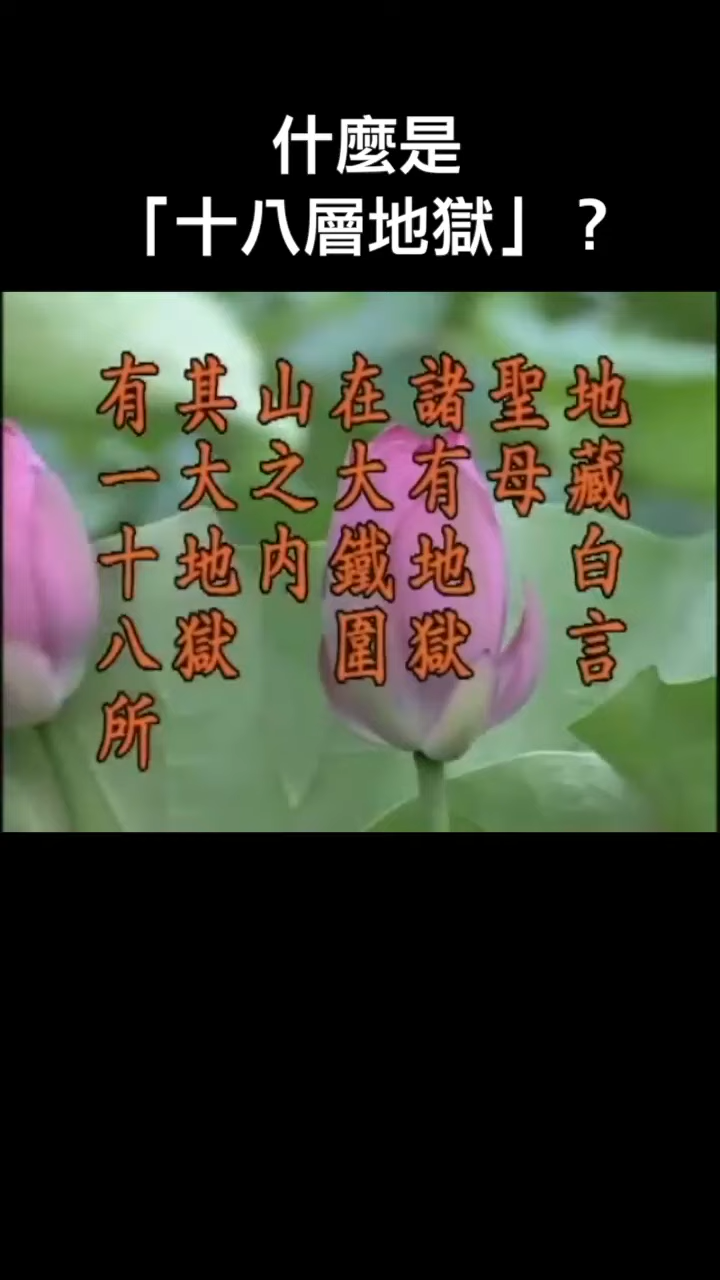 什麼是
「十八層地獄」？
地藏白言
聖母
諸有地獄
在大鐵圍
山之內
其大地獄
有一十八所